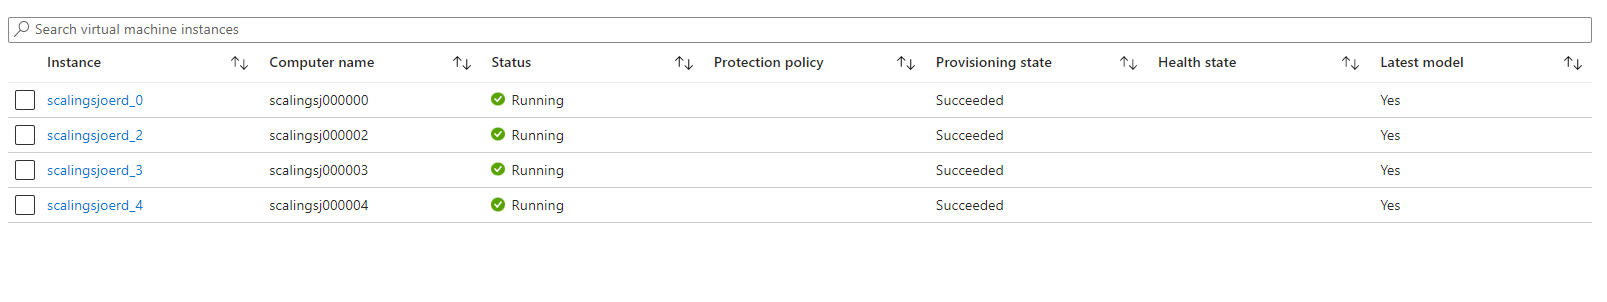 Search virtual machine instances
Instance Computer name Status Protection policy Provisioning state Health state Latest model
scalingsjoerd_0 scalingsj000000 Running Succeeded Yes
scalingsjoerd_2 scalingsj000002 Running Succeeded Yes
scalingsjoerd_3 scalingsj000003 Running Succeeded Yes
scalingsjoerd_4 scalingsj000004 Running Succeeded Yes